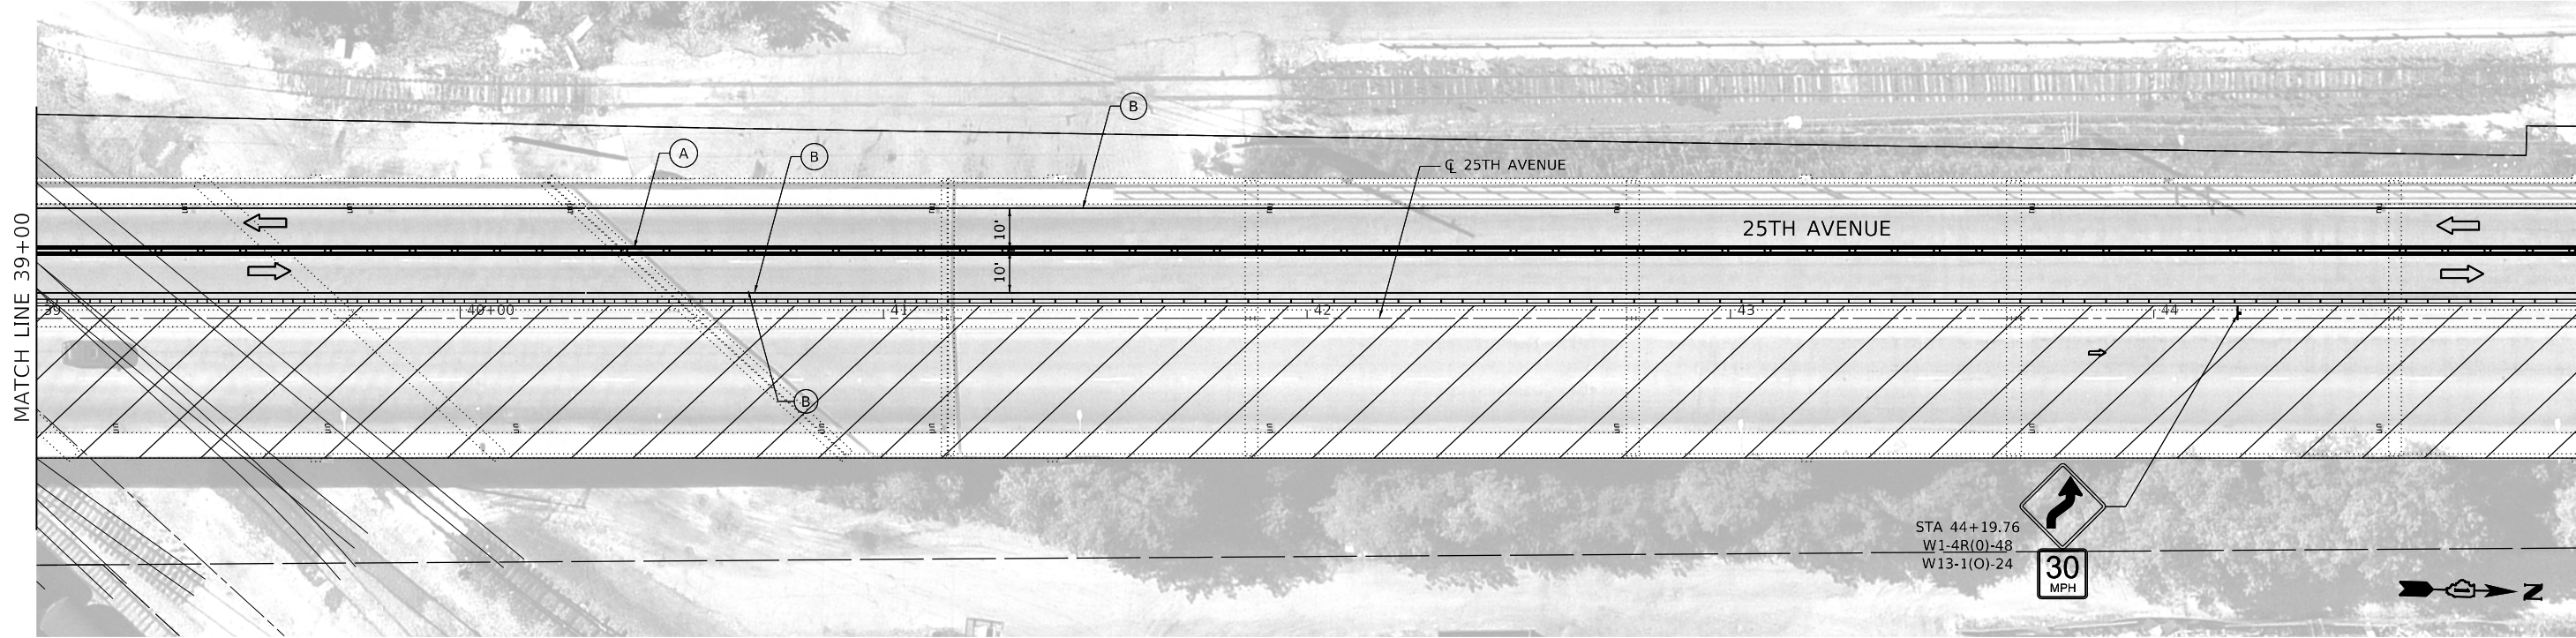 B
A
B
℄ 25TH AVENUE
25TH AVENUE
10'
10'
MATCH LINE 39+00
39
40+00
41
42
43
44
B
STA 44+19.76
W1-4R(O)-48
W13-1(O)-24
30
MPH
N